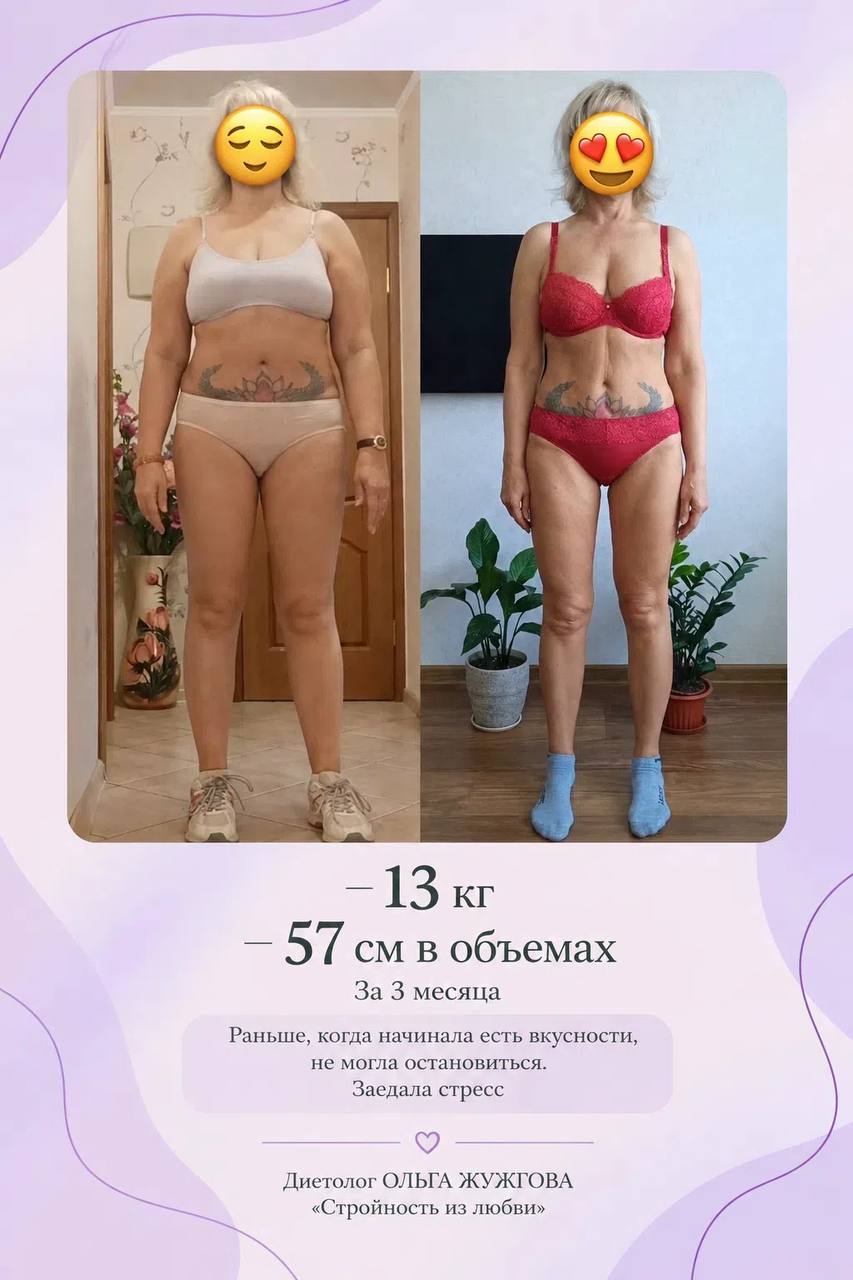 – 13 кг
– 57 см в объемах
За 3 месяца
Раньше, когда начинала есть вкусности,
не могла остановиться.
Заедала стресс
Диетолог ОЛЬГА ЖУЖГОВА
«Стройность из любви»